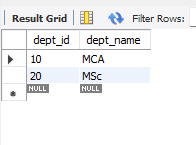 Result Grid Filter Rows:
dept_id dept_name
10 MCA
20 MSc
NULL NULL